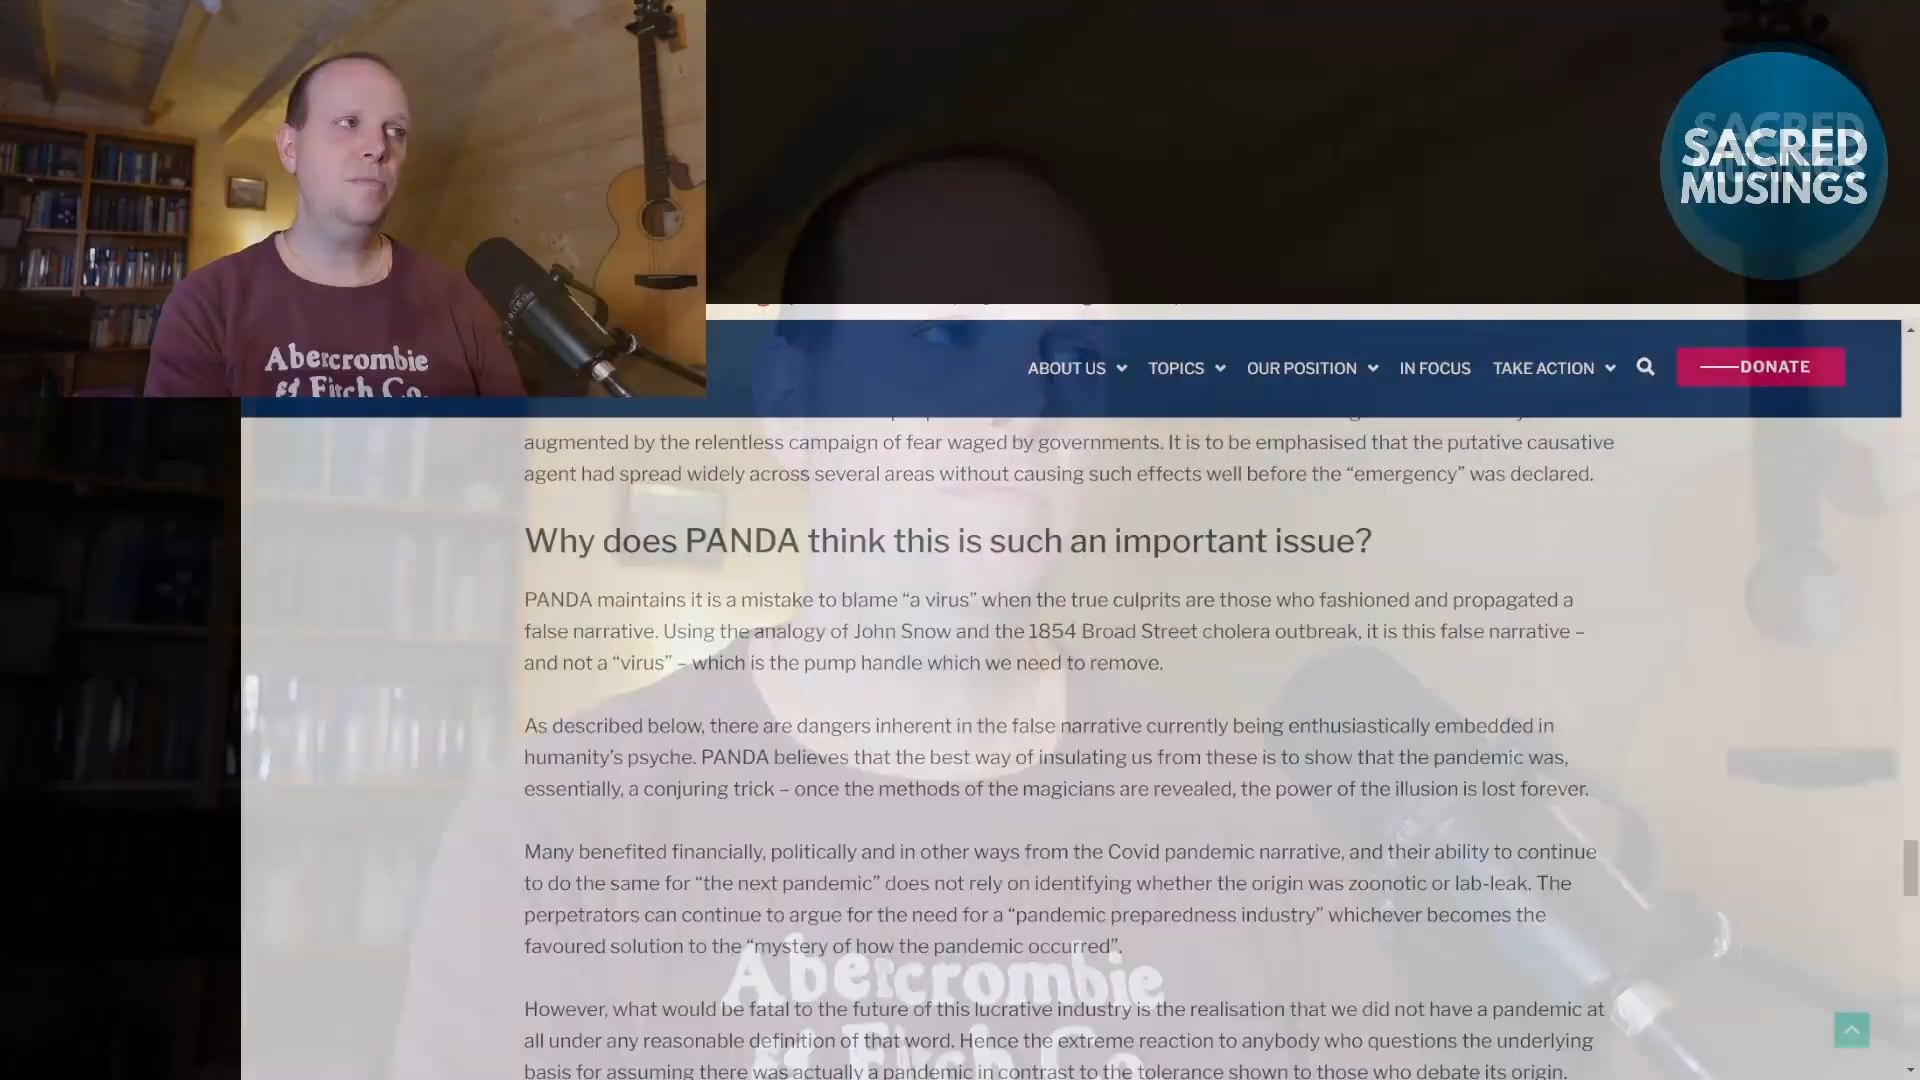 SACRED
MUSINGS
Abercrombie
& Fitch Co.
ABOUT US
TOPICS
OUR POSITION
IN FOCUS
TAKE ACTION
DONATE
augmented by the relentless campaign of fear waged by governments. It is to be emphasised that the putative causative
agent had spread widely across several areas without causing such effects well before the “emergency” was declared.
Why does PANDA think this is such an important issue?
PANDA maintains it is a mistake to blame “a virus” when the true culprits are those who fashioned and propagated a
false narrative. Using the analogy of John Snow and the 1854 Broad Street cholera outbreak, it is this false narrative –
and not a “virus” – which is the pump handle which we need to remove.
As described below, there are dangers inherent in the false narrative currently being enthusiastically embedded in
humanity’s psyche. PANDA believes that the best way of insulating us from these is to show that the pandemic was,
essentially, a conjuring trick – once the methods of the magicians are revealed, the power of the illusion is lost forever.
Many benefited financially, politically and in other ways from the Covid pandemic narrative, and their ability to continue
to do the same for “the next pandemic” does not rely on identifying whether the origin was zoonotic or lab-leak. The
perpetrators can continue to argue for the need for a “pandemic preparedness industry” whichever becomes the
favoured solution to the “mystery of how the pandemic occurred”.
Abercrombie
However, what would be fatal to the future of this lucrative industry is the realisation that we did not have a pandemic at
all under any reasonable definition of that word. Hence the extreme reaction to anybody who questions the underlying
& Fitch Co.
basis for assuming there was actually a pandemic in contrast to the tolerance shown to those who debate its origin.